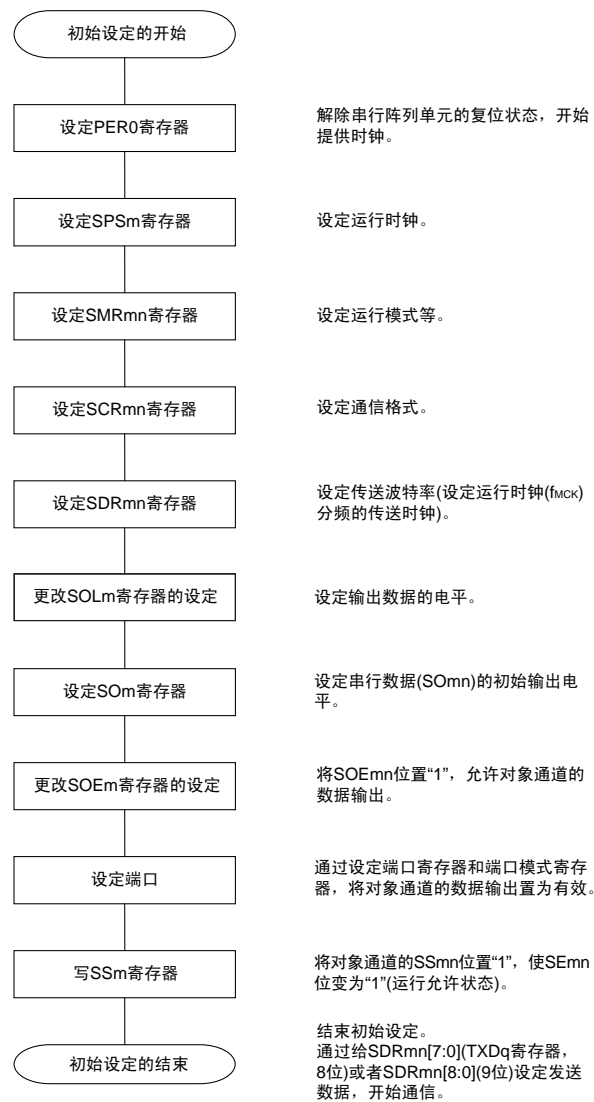 初始设定的开始
设定PER0寄存器
解除串行阵列单元的复位状态，开始
提供时钟。
设定SPSm寄存器
设定运行时钟。
设定SMRmn寄存器
设定运行模式等。
设定SCRmn寄存器
设定通信格式。
设定SDRmn寄存器
设定传送波特率(设定运行时钟(fMCK)
分频的传送时钟)。
更改SOLm寄存器的设定
设定输出数据的电平。
设定SOm寄存器
设定串行数据(SOmn)的初始输出电
平。
更改SOEm寄存器的设定
将SOEmn位置“1”，允许对象通道的
数据输出。
设定端口
通过设定端口寄存器和端口模式寄存
器，将对象通道的数据输出置为有效。
写SSm寄存器
将对象通道的SSmn位置“1”，使SEmn
位变为“1”(运行允许状态)。
初始设定的结束
结束初始设定。
通过给SDRmn[7:0](TXDq寄存器，
8位)或者SDRmn[8:0](9位)设定发送
数据，开始通信。